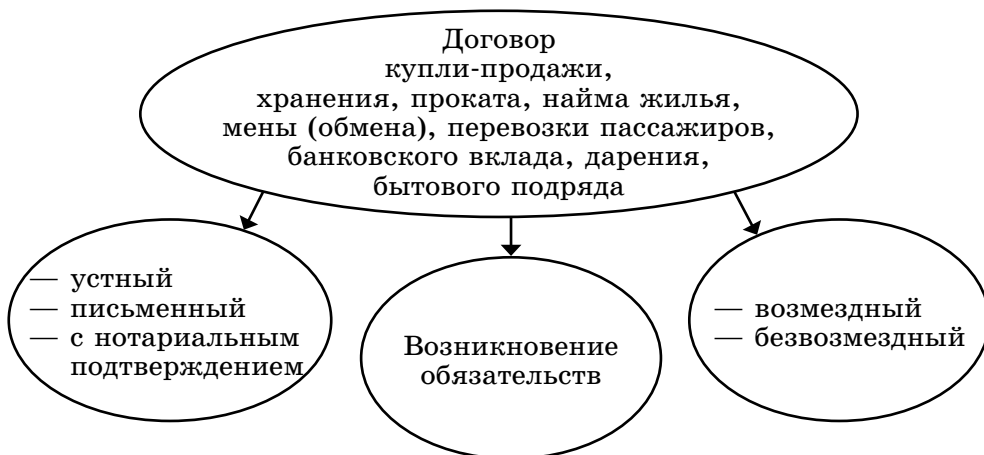 Договор
купли-продажи,
хранения, проката, найма жилья,
мены (обмена), перевозки пассажиров,
банковского вклада, дарения,
бытового подряда
— устный
— письменный
— с нотариальным
подтверждением
Возникновение
обязательств
— возмездный
— безвозмездный